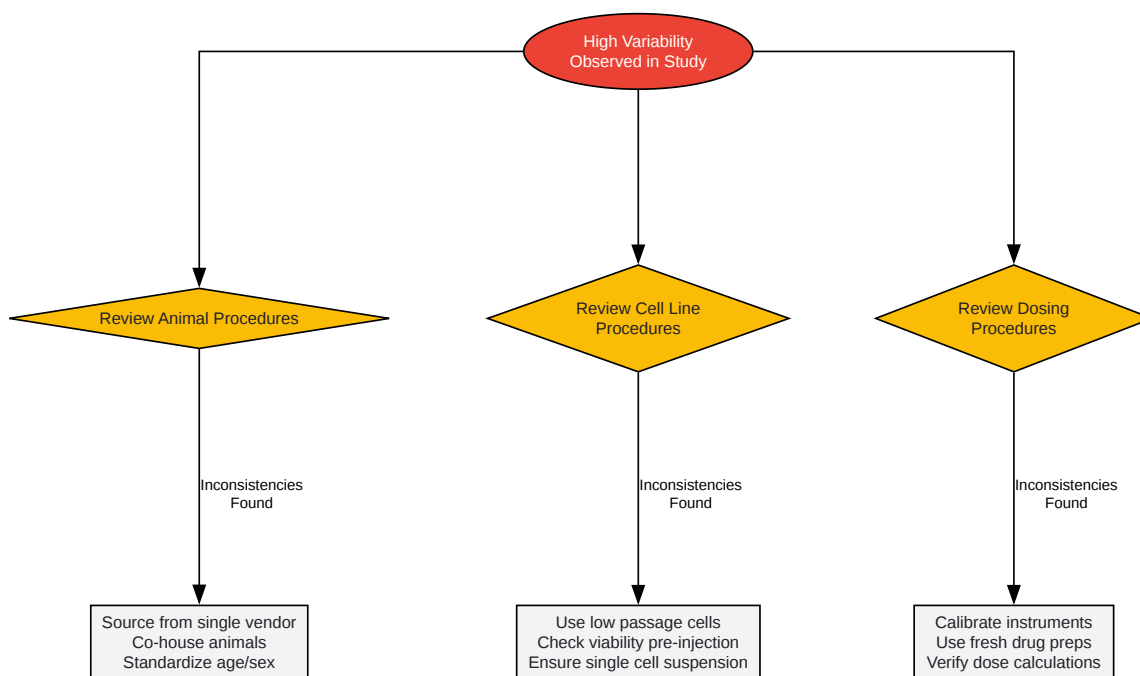 High Variability
Observed in Study
Review Animal Procedures
Review Cell Line
Procedures
Review Dosing
Procedures
Inconsistencies
Found
Inconsistencies
Found
Inconsistencies
Found
Source from single vendor
Co-house animals
Standardize age/sex
Use low passage cells
Check viability pre-injection
Ensure single cell suspension
Calibrate instruments
Use fresh drug preps
Verify dose calculations